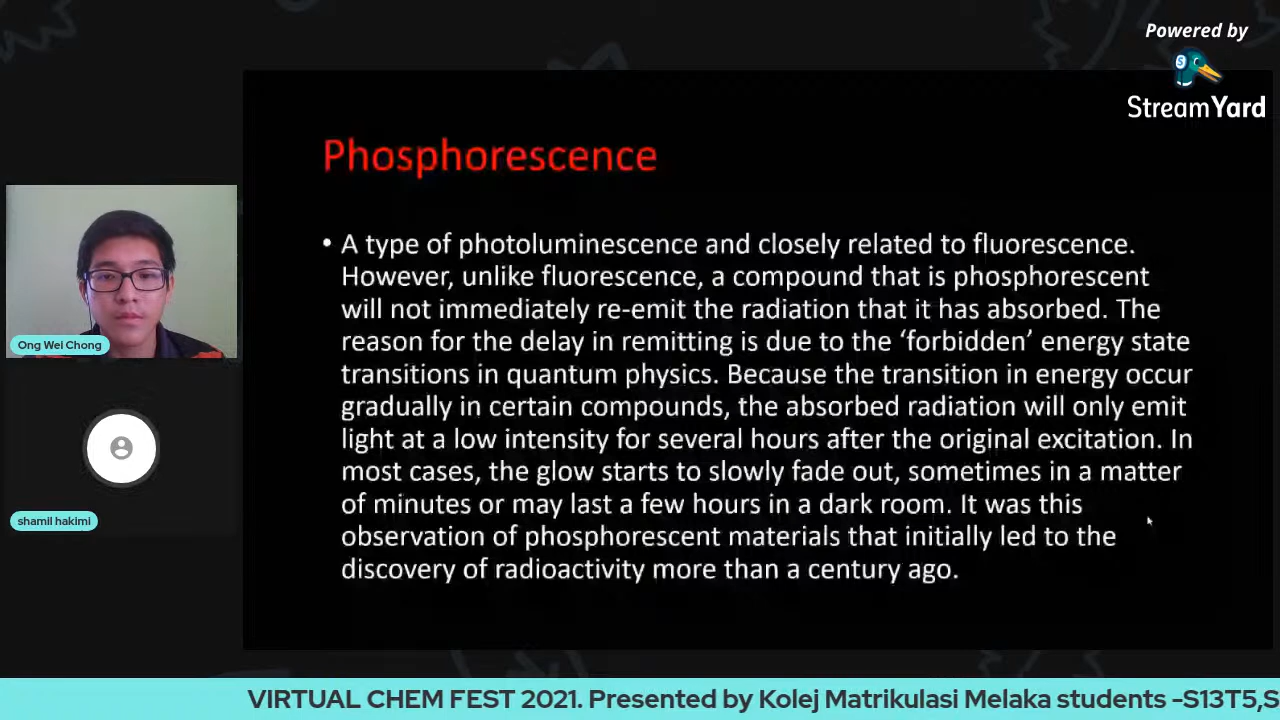 Powered by
StreamYard
Phosphorescence
• A type of photoluminescence and closely related to fluorescence.
However, unlike fluorescence, a compound that is phosphorescent
will not immediately re-emit the radiation that it has absorbed. The
reason for the delay in remitting is due to the ‘forbidden’ energy state
transitions in quantum physics. Because the transition in energy occur
gradually in certain compounds, the absorbed radiation will only emit
light at a low intensity for several hours after the original excitation. In
most cases, the glow starts to slowly fade out, sometimes in a matter
of minutes or may last a few hours in a dark room. It was this
observation of phosphorescent materials that initially led to the
discovery of radioactivity more than a century ago.
Ong Wei Chong
shamil hakimi
VIRTUAL CHEM FEST 2021. Presented by Kolej Matrikulasi Melaka students -S13T5,S